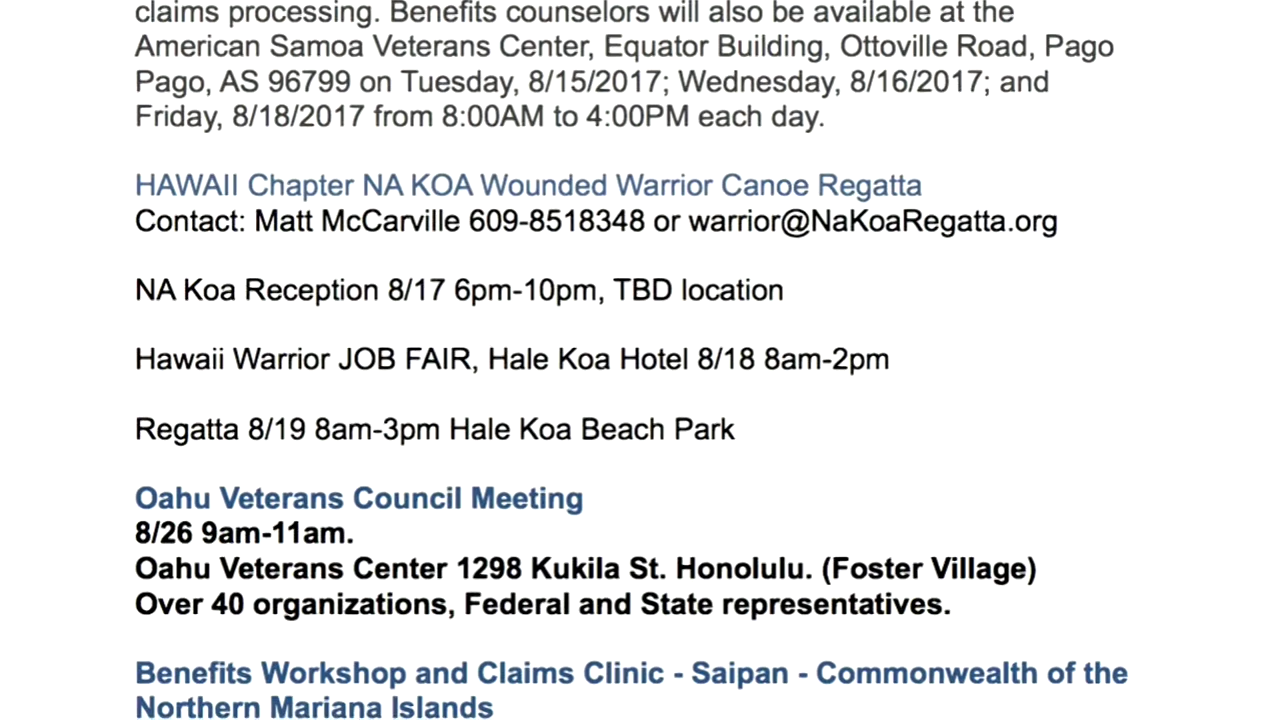 claims processing. Benefits counselors will also be available at the
American Samoa Veterans Center, Equator Building, Ottoville Road, Pago
Pago, AS 96799 on Tuesday, 8/15/2017; Wednesday, 8/16/2017; and
Friday, 8/18/2017 from 8:00AM to 4:00PM each day.
HAWAII Chapter NA KOA Wounded Warrior Canoe Regatta
Contact: Matt McCarville 609-8518348 or warrior@NaKoaRegatta.org
NA Koa Reception 8/17 6pm-10pm, TBD location
Hawaii Warrior JOB FAIR, Hale Koa Hotel 8/18 8am-2pm
Regatta 8/19 8am-3pm Hale Koa Beach Park
Oahu Veterans Council Meeting
8/26 9am-11am.
Oahu Veterans Center 1298 Kukila St. Honolulu. (Foster Village)
Over 40 organizations, Federal and State representatives.
Benefits Workshop and Claims Clinic - Saipan - Commonwealth of the
Northern Mariana Islands